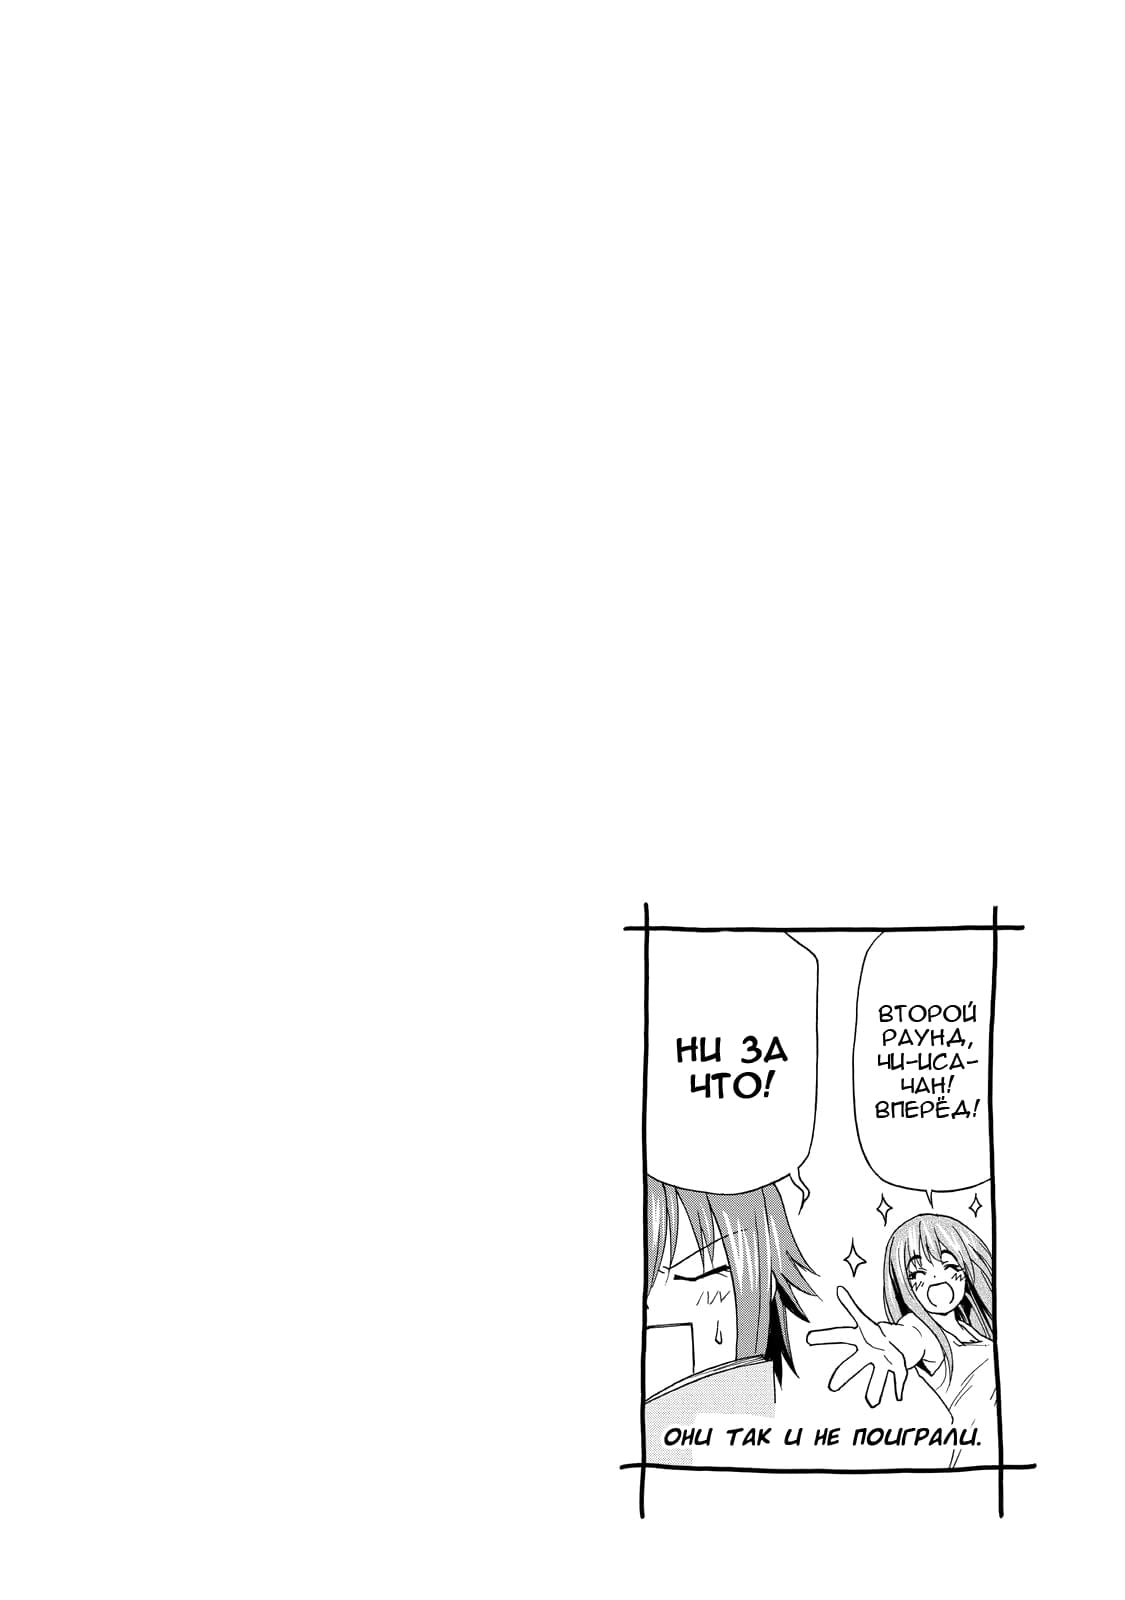 ВТОРОЙ
РАУНД,
ЧИ-ИСА-
ЧАН!
ВПЕРЁД!
НИ ЗА
ЧТО!
ОНИ ТАК И НЕ ПОИГРАЛИ.